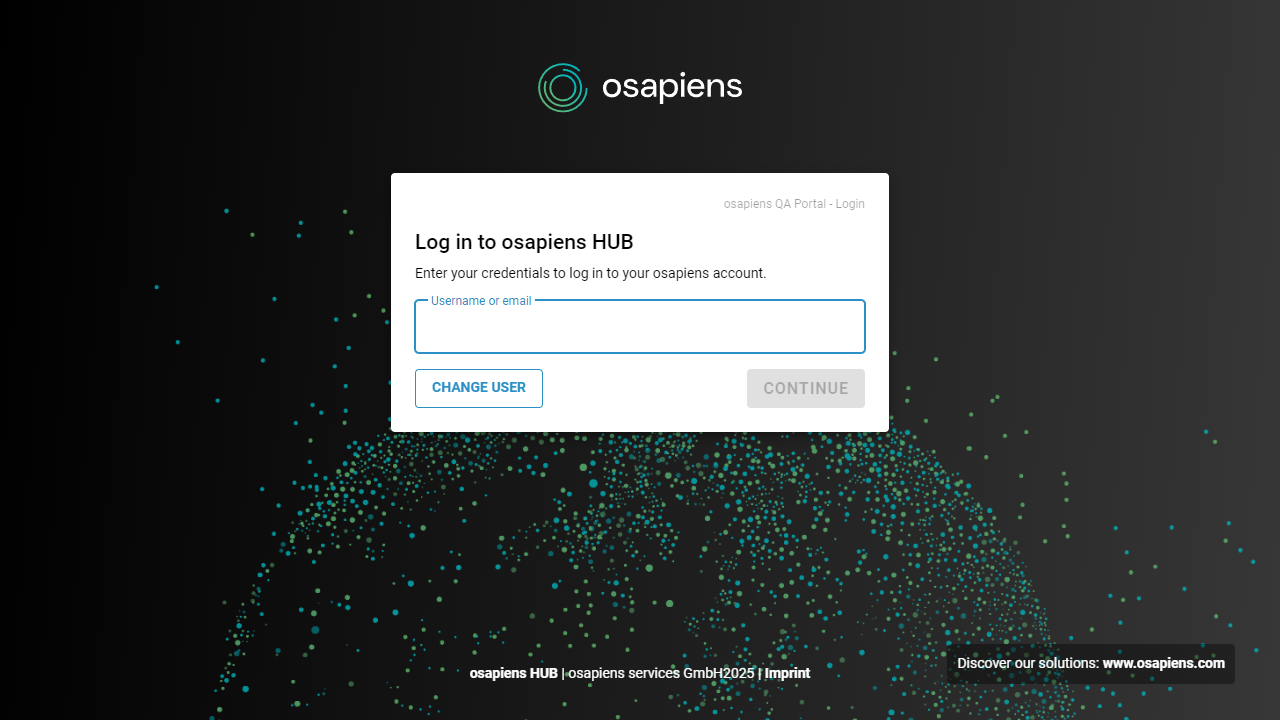 osapiens
osapiens QA Portal - Login
Log in to osapiens HUB
Enter your credentials to log in to your osapiens account.
Username or email
CHANGE USER
CONTINUE
Discover our solutions: www.osapiens.com
osapiens HUB | osapiens services GmbH2025 | Imprint